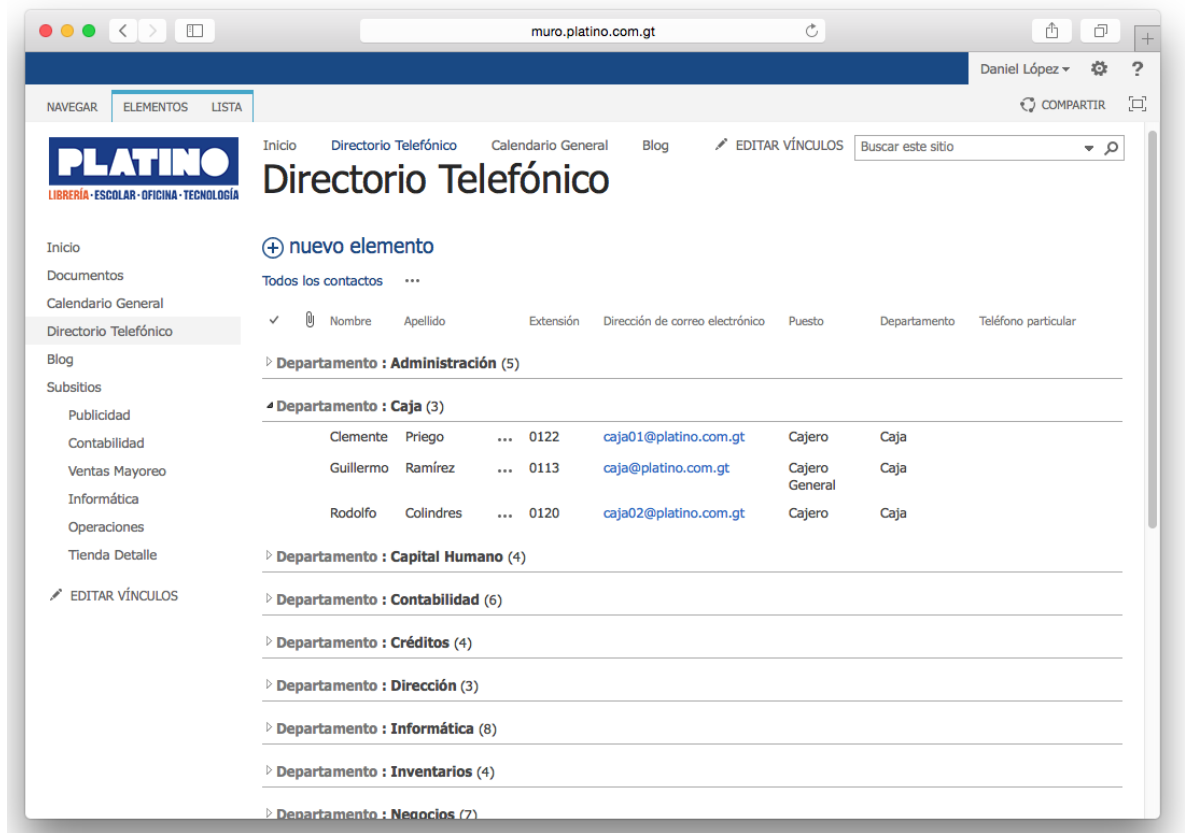 muro.platino.com.gt
Daniel López
?
NAVEGAR ELEMENTOS LISTA
COMPARTIR
PLATINO
LIBRERÍA · ESCOLAR · OFICINA · TECNOLOGÍA
Inicio Directorio Telefónico Calendario General Blog EDITAR VÍNCULOS
Buscar este sitio
Directorio Telefónico
Inicio
Documentos
Calendario General
Directorio Telefónico
Blog
Subsitios
Publicidad
Contabilidad
Ventas Mayoreo
Informática
Operaciones
Tienda Detalle
EDITAR VÍNCULOS
nuevo elemento
Todos los contactos ...
Nombre Apellido Extensión Dirección de correo electrónico Puesto Departamento Teléfono particular
Departamento : Administración (5)
Departamento : Caja (3)
Clemente Priego ... 0122 caja01@platino.com.gt Cajero Caja
Guillermo Ramírez ... 0113 caja@platino.com.gt Cajero General Caja
Rodolfo Colindres ... 0120 caja02@platino.com.gt Cajero Caja
Departamento : Capital Humano (4)
Departamento : Contabilidad (6)
Departamento : Créditos (4)
Departamento : Dirección (3)
Departamento : Informática (8)
Departamento : Inventarios (4)
Departamento : Negocios (7)